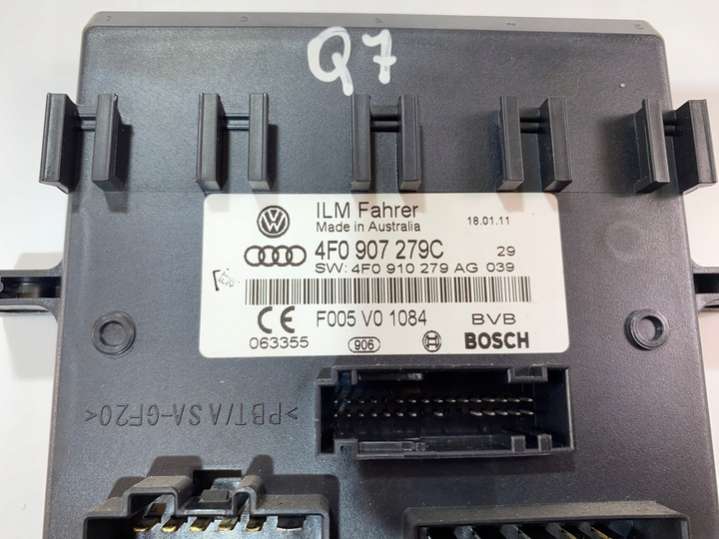 Q7
ILM Fahrer
Made in Australia
18.01.11
4F0 907 279C
29
SW: 4F0 910 279 AG 039
CE
F005 V0 1084
BVB
063355
906
BOSCH
>PBT/ASA-GF20<